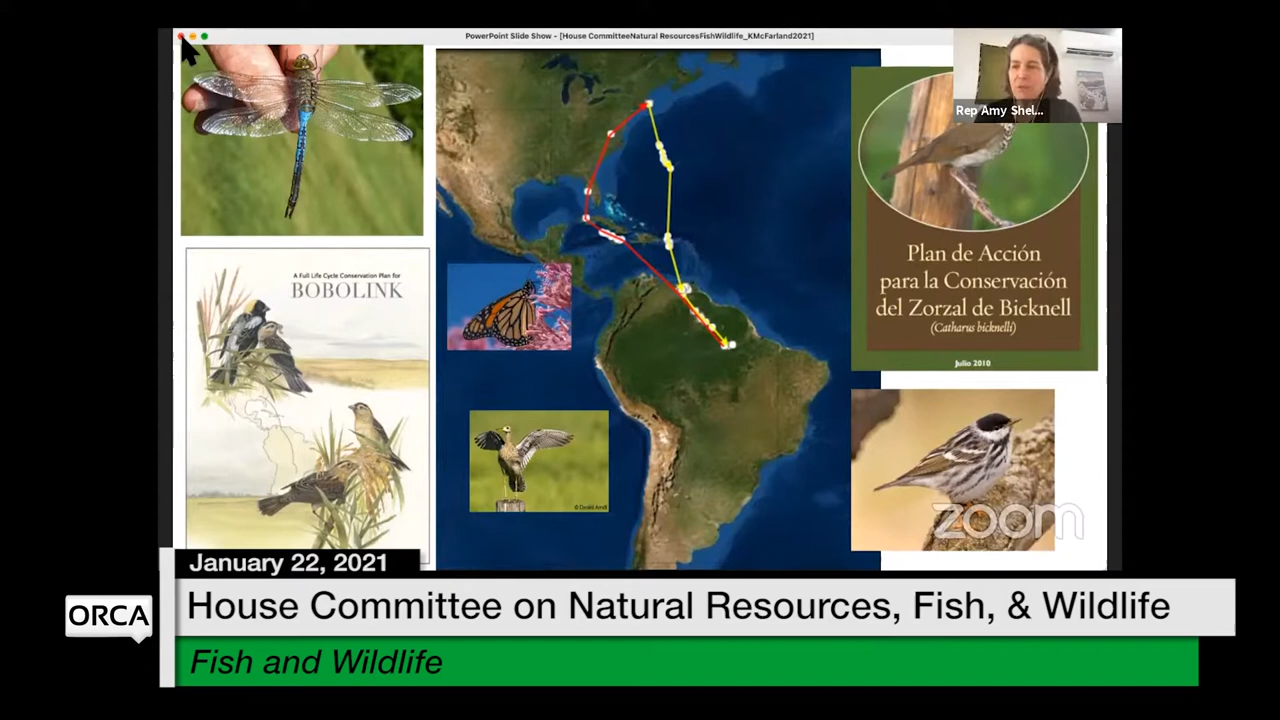 PowerPoint Slide Show - [House CommitteeNatural ResourcesFishWildlife_KMcFarland2021]
Rep Amy Shel...
A Full Life Cycle Conservation Plan for
BOBOLINK
Plan de Acción
para la Conservación
del Zorzal de Bicknell
(Catharus bicknelli)
Julio 2010
zoom
January 22, 2021
ORCA
House Committee on Natural Resources, Fish, & Wildlife
Fish and Wildlife